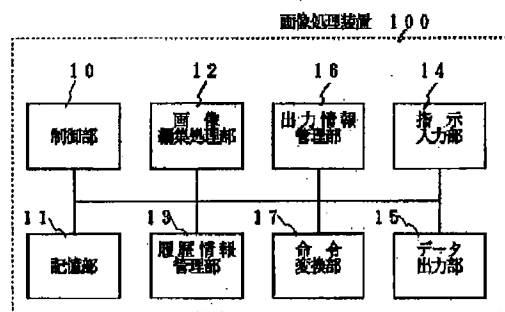 画像処理装置 100
10 12 16 14
制御部
画像
編集処理部
出力情報
管理部
指示
入力部
11 13 17 15
記憶部
履歴情報
管理部
命令
変換部
データ
出力部